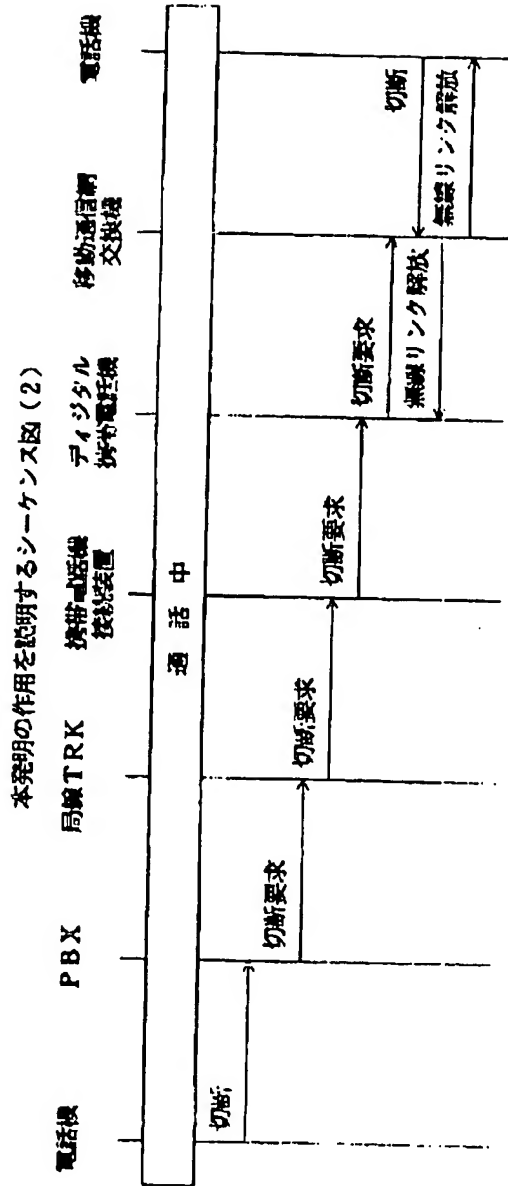 本発明の作用を説明するシーケンス図(2)
電話機
PBX
局線TRK
携帯電話機
接続装置
ディジタル
携帯電話機
移動通信網
交換機
電話機
通話中
切断
切断要求
切断要求
切断要求
切断要求
切断
無線リンク解放
無線リンク解放